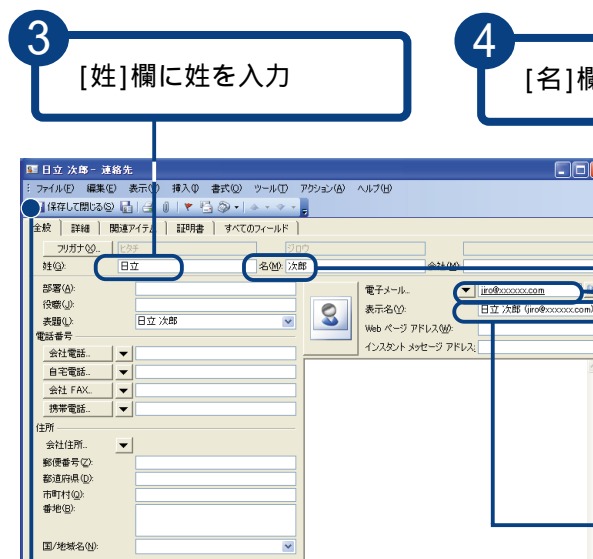 3
[姓]欄に姓を入力
4
[名]欄
日立 次郎 - 連絡先
ファイル(F) 編集(E) 表示(V) 挿入(I) 書式(O) ツール(T) アクション(A) ヘルプ(H)
保存して閉じる(S)
全般 詳細 関連アイテム 証明書 すべてのフィールド
フリガナ(X).. ヒタチ ジロウ
姓(G): 日立 名(M): 次郎 会社(M):
部署(A):
役職(J):
表題(L): 日立 次郎
電子メール.. jiro@xxxxxx.com
表示名(Y): 日立 次郎 (jiro@xxxxxx.com)
Web ページ アドレス(W):
インスタント メッセージ アドレス:
電話番号
会社電話..
自宅電話..
会社 FAX..
携帯電話..
住所
会社住所..
郵便番号(Z):
都道府県(D):
市町村(Q):
番地(B):
国/地域名(N):